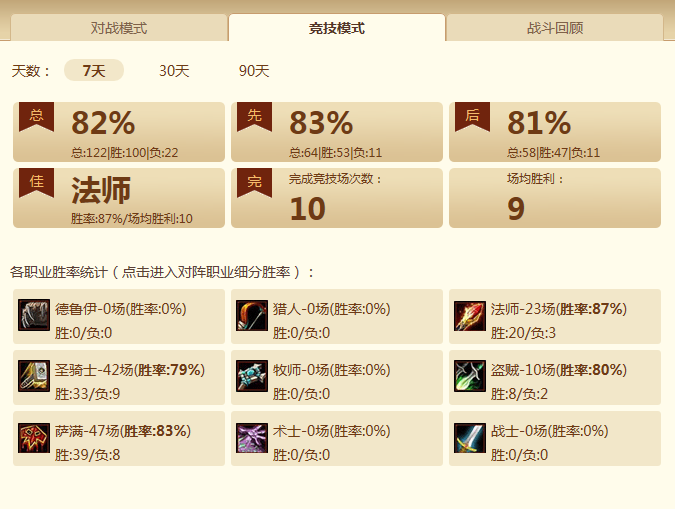 对战模式 竞技模式 战斗回顾
天数： 7天 30天 90天
总 82% 先 83% 后 81%
总:122|胜:100|负:22 总:64|胜:53|负:11 总:58|胜:47|负:11
佳 法师 完 完成竞技场次数： 场均胜利：
胜率:87%/场均胜利:10 10 9
各职业胜率统计（点击进入对阵职业细分胜率）：
德鲁伊-0场(胜率:0%) 猎人-0场(胜率:0%) 法师-23场(胜率:87%)
胜:0/负:0 胜:0/负:0 胜:20/负:3
圣骑士-42场(胜率:79%) 牧师-0场(胜率:0%) 盗贼-10场(胜率:80%)
胜:33/负:9 胜:0/负:0 胜:8/负:2
萨满-47场(胜率:83%) 术士-0场(胜率:0%) 战士-0场(胜率:0%)
胜:39/负:8 胜:0/负:0 胜:0/负:0